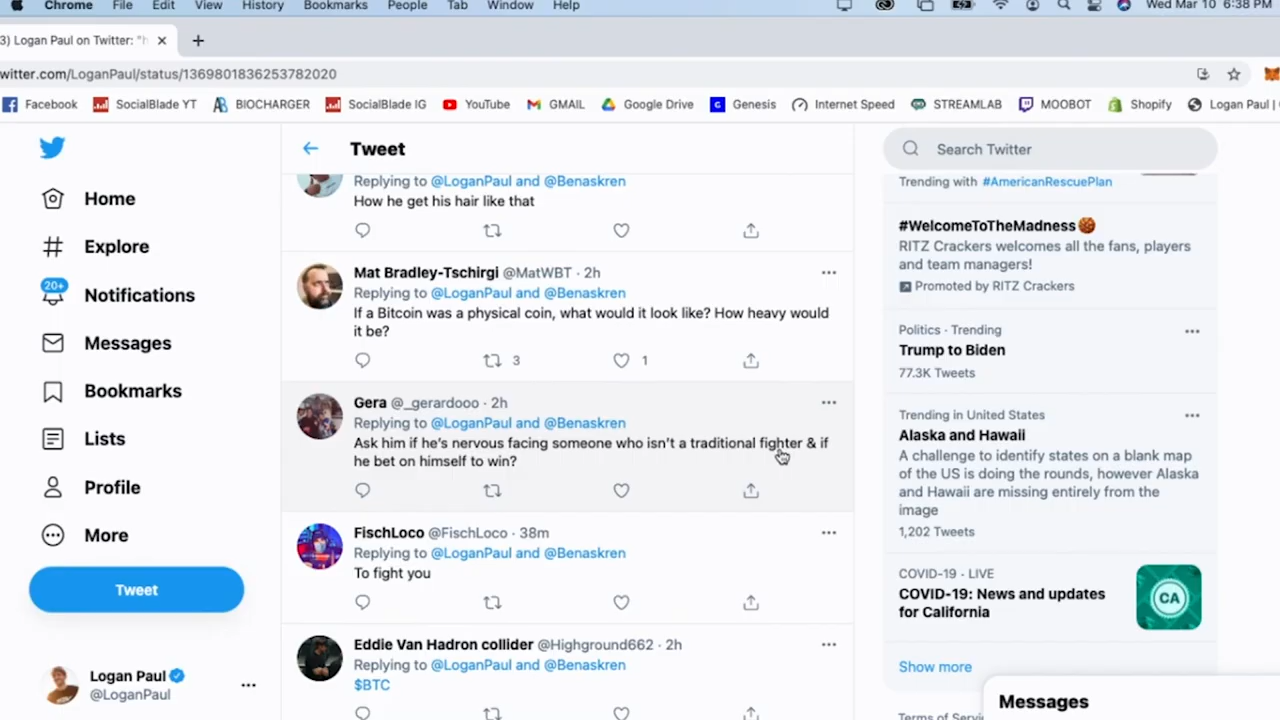 Chrome File Edit View History Bookmarks People Tab Window Help Wed Mar 10 6:38 PM
3) Logan Paul on Twitter: "h
witter.com/LoganPaul/status/1369801836253782020
Facebook SocialBlade YT BIOCHARGER SocialBlade IG YouTube GMAIL Google Drive Genesis Internet Speed STREAMLAB MOOBOT Shopify Logan Paul |
Home
Explore
20+
Notifications
Messages
Bookmarks
Lists
Profile
More
Tweet
Logan Paul
@LoganPaul
Tweet
Replying to @LoganPaul and @Benaskren
How he get his hair like that
Mat Bradley-Tschirgi @MatWBT · 2h
Replying to @LoganPaul and @Benaskren
If a Bitcoin was a physical coin, what would it look like? How heavy would
it be?
3 1
Gera @_gerardooo · 2h
Replying to @LoganPaul and @Benaskren
Ask him if he's nervous facing someone who isn't a traditional fighter & if
he bet on himself to win?
FischLoco @FischLoco · 38m
Replying to @LoganPaul and @Benaskren
To fight you
Eddie Van Hadron collider @Highground662 · 2h
Replying to @LoganPaul and @Benaskren
$BTC
Search Twitter
Trending with #AmericanRescuePlan
#WelcomeToTheMadness
RITZ Crackers welcomes all the fans, players
and team managers!
Promoted by RITZ Crackers
Politics · Trending
Trump to Biden
77.3K Tweets
Trending in United States
Alaska and Hawaii
A challenge to identify states on a blank map
of the US is doing the rounds, however Alaska
and Hawaii are missing entirely from the
image
1,202 Tweets
COVID-19 · LIVE
COVID-19: News and updates
for California
CA
Show more
Messages
Terms of